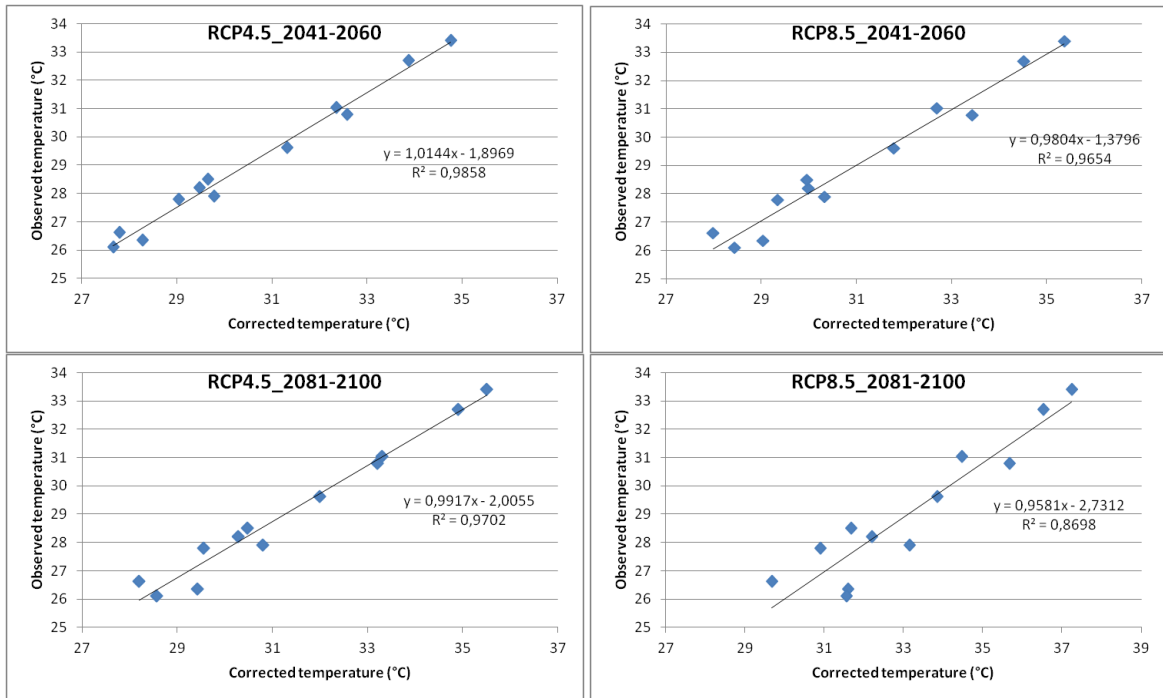 RCP4.5_2041-2060
Observed temperature (°C)
34
33
32
31
30
29
28
27
26
25
y = 1,0144x - 1,8969
R² = 0,9858
27 29 31 33 35 37
Corrected temperature (°C)
RCP8.5_2041-2060
Observed temperature (°C)
34
33
32
31
30
29
28
27
26
25
y = 0,9804x - 1,3796
R² = 0,9654
27 29 31 33 35 37
Corrected temperature (°C)
RCP4.5_2081-2100
Observed temperature (°C)
34
33
32
31
30
29
28
27
26
25
y = 0,9917x - 2,0055
R² = 0,9702
27 29 31 33 35 37
Corrected temperature (°C)
RCP8.5_2081-2100
Observed temperature (°C)
34
33
32
31
30
29
28
27
26
25
y = 0,9581x - 2,7312
R² = 0,8698
27 29 31 33 35 37 39
Corrected temperature (°C)